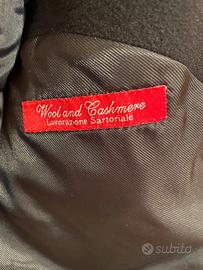 Wool and Cashmere
Lavorazione Sartoriale
subito